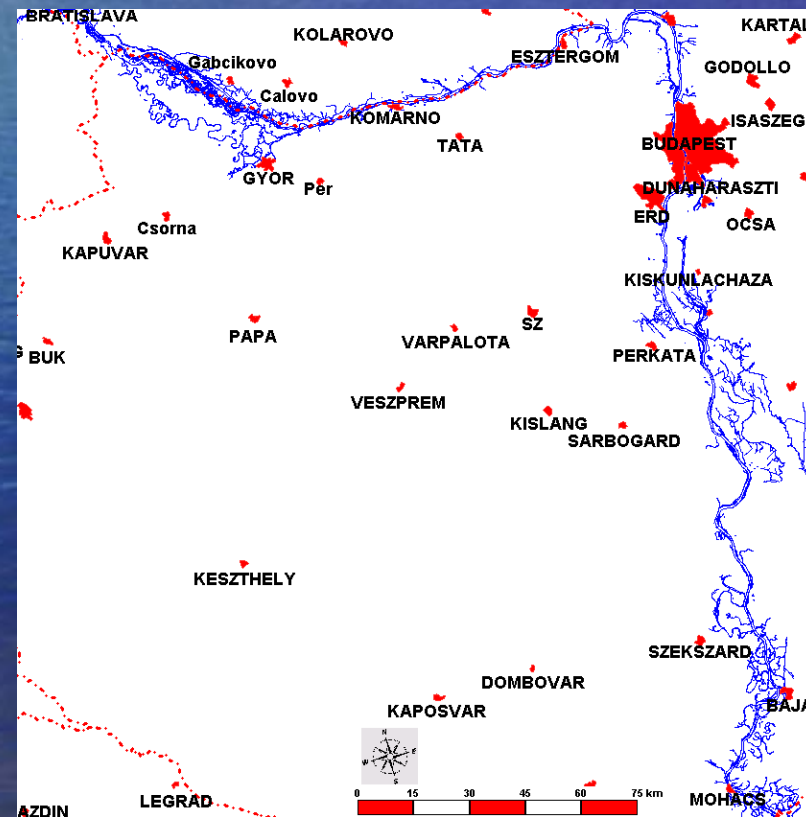 BRATISLAVA
KARTAL
KOLAROVO
ESZTERGOM
Gabcikovo
GODOLLO
Calovo
KOMARNO
ISASZEG
TATA
BUDAPEST
GYOR
Per
DUNAHARASZTI
ERD
OCSA
Csorna
KAPUVAR
KISKUNLACHAZA
SZ
PAPA
VARPALOTA
PERKATA
BUK
VESZPREM
KISLANG
SARBOGARD
KESZTHELY
SZEKSZARD
DOMBOVAR
KAPOSVAR
BAJA
N
W E
S
LEGRAD
0 15 30 45 60 75 km
MOHACS
AZDIN